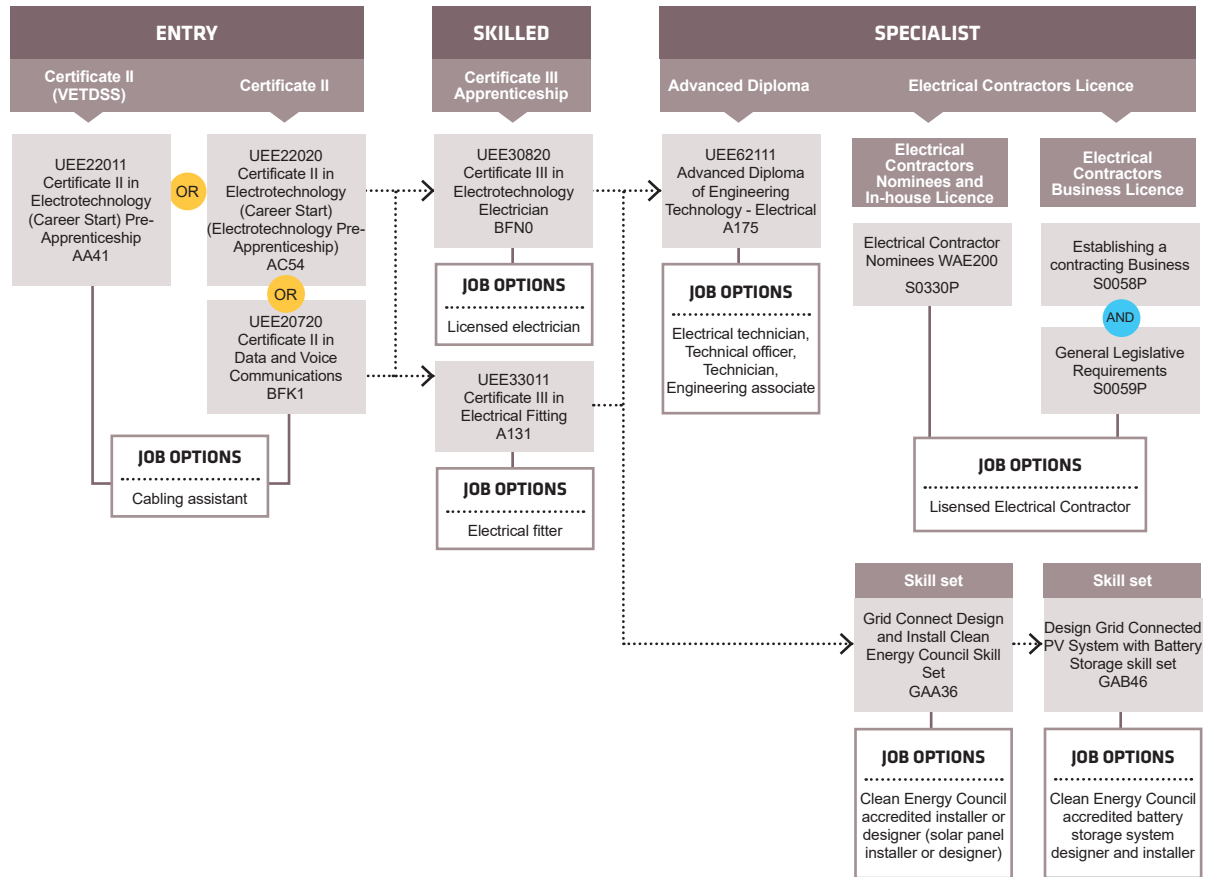 ENTRY
Certificate II
(VETDSS)
Certificate II
UEE22011
Certificate II in
Electrotechnology
(Career Start) Pre-
Apprenticeship
AA41
OR
UEE22020
Certificate II in
Electrotechnology
(Career Start)
(Electrotechnology Pre-
Apprenticeship)
AC54
OR
UEE20720
Certificate II in
Data and Voice
Communications
BFK1
JOB OPTIONS
Cabling assistant
SKILLED
Certificate III
Apprenticeship
UEE30820
Certificate III in
Electrotechnology
Electrician
BFN0
JOB OPTIONS
Licensed electrician
UEE33011
Certificate III in
Electrical Fitting
A131
JOB OPTIONS
Electrical fitter
SPECIALIST
Advanced Diploma
Electrical Contractors Licence
UEE62111
Advanced Diploma
of Engineering
Technology - Electrical
A175
JOB OPTIONS
Electrical technician,
Technical officer,
Technician,
Engineering associate
Electrical
Contractors
Nominees and
In-house Licence
Electrical Contractor
Nominees WAE200
S0330P
Electrical
Contractors
Business Licence
Establishing a
contracting Business
S0058P
AND
General Legislative
Requirements
S0059P
JOB OPTIONS
Lisensed Electrical Contractor
Skill set
Grid Connect Design
and Install Clean
Energy Council Skill
Set
GAA36
JOB OPTIONS
Clean Energy Council
accredited installer or
designer (solar panel
installer or designer)
Skill set
Design Grid Connected
PV System with Battery
Storage skill set
GAB46
JOB OPTIONS
Clean Energy Council
accredited battery
storage system
designer and installer